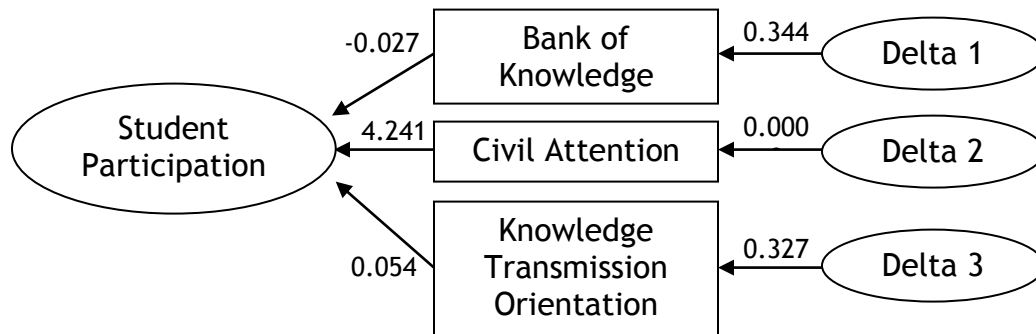 -0.027
Bank of
Knowledge
0.344
Delta 1
Student
Participation
4.241
Civil Attention
0.000
Delta 2
0.054
Knowledge
Transmission
Orientation
0.327
Delta 3